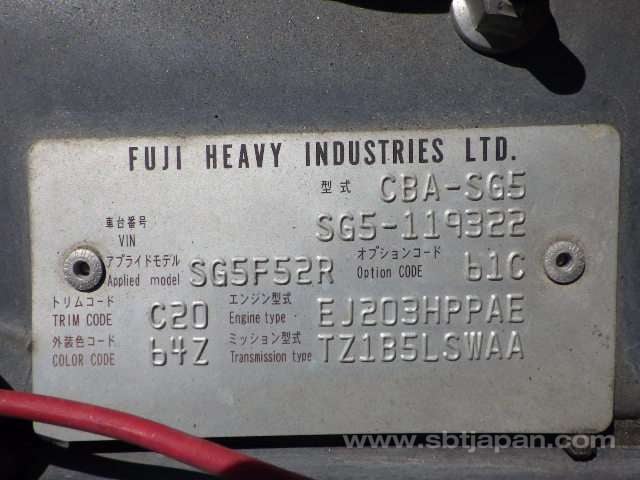 FUJI HEAVY INDUSTRIES LTD.
型式 CBA-SG5
車台番号 VIN SG5-119322
アプライドモデル Applied model SG5F52R オプションコード Option CODE 61C
トリムコード TRIM CODE C20 エンジン型式 Engine type EJ203HPPAE
外装色コード COLOR CODE 64Z ミッション型式 Transmission type TZ1B5LSWAA
www.sbtjapan.com